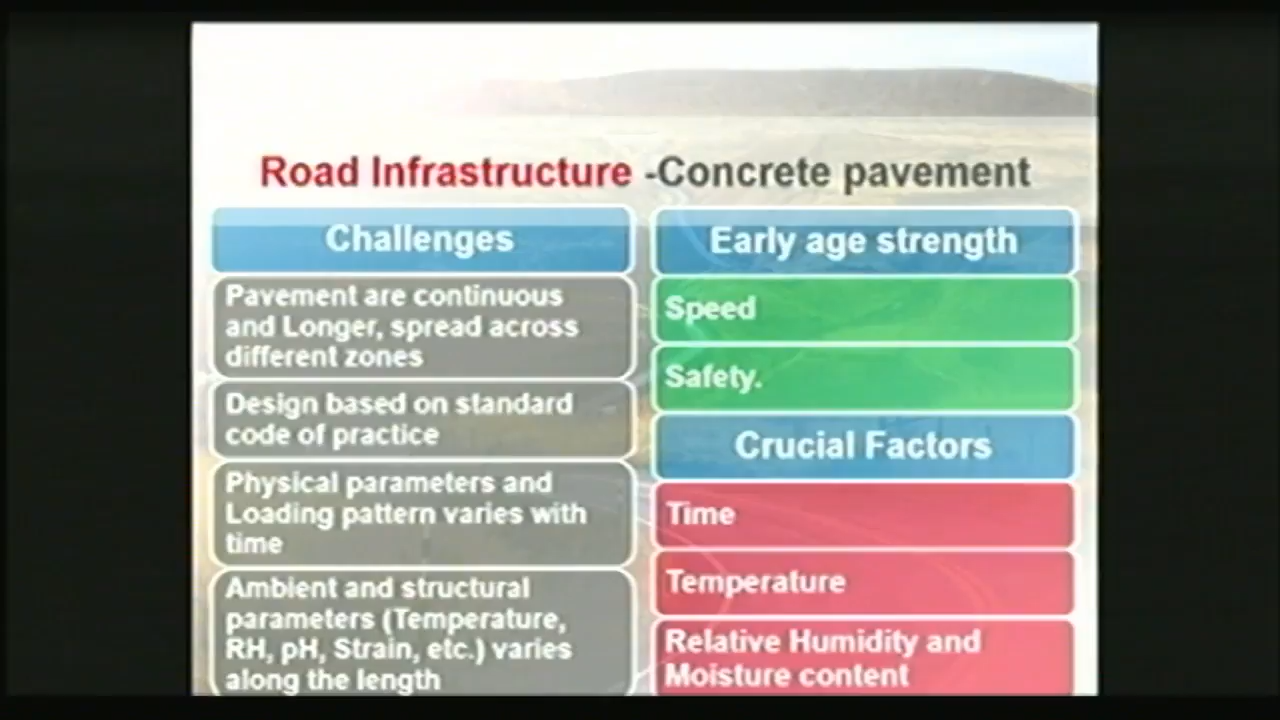 Road Infrastructure -Concrete pavement
Challenges
Pavement are continuous
and Longer, spread across
different zones
Design based on standard
code of practice
Physical parameters and
Loading pattern varies with
time
Ambient and structural
parameters (Temperature,
RH, pH, Strain, etc.) varies
along the length
Early age strength
Speed
Safety.
Crucial Factors
Time
Temperature
Relative Humidity and
Moisture content